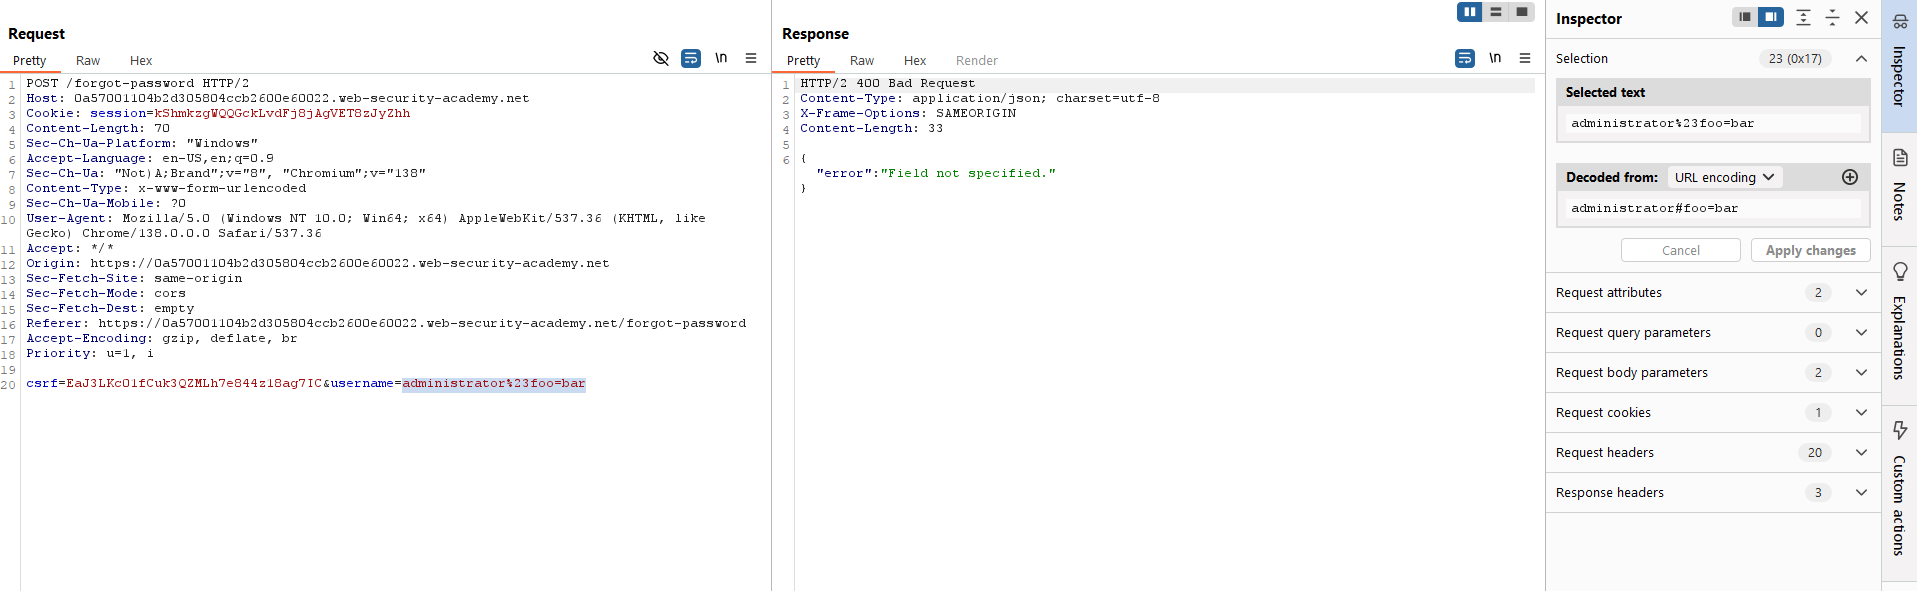 Request
Pretty Raw Hex
\n
1 POST /forgot-password HTTP/2
2 Host: 0a57001104b2d305804ccb2600e60022.web-security-academy.net
3 Cookie: session=kShmkzgWQQGckLvdFj8jAgVET8zJyZhh
4 Content-Length: 70
5 Sec-Ch-Ua-Platform: "Windows"
6 Accept-Language: en-US,en;q=0.9
7 Sec-Ch-Ua: "Not)A;Brand";v="8", "Chromium";v="138"
8 Content-Type: x-www-form-urlencoded
9 Sec-Ch-Ua-Mobile: ?0
10 User-Agent: Mozilla/5.0 (Windows NT 10.0; Win64; x64) AppleWebKit/537.36 (KHTML, like
Gecko) Chrome/138.0.0.0 Safari/537.36
11 Accept: */*
12 Origin: https://0a57001104b2d305804ccb2600e60022.web-security-academy.net
13 Sec-Fetch-Site: same-origin
14 Sec-Fetch-Mode: cors
15 Sec-Fetch-Dest: empty
16 Referer: https://0a57001104b2d305804ccb2600e60022.web-security-academy.net/forgot-password
17 Accept-Encoding: gzip, deflate, br
18 Priority: u=1, i
19
20 csrf=EaJ3LKcO1fCuk3QZMLh7e844z18ag7IC&username=administrator%23foo=bar
Response
Pretty Raw Hex Render
\n
1 HTTP/2 400 Bad Request
2 Content-Type: application/json; charset=utf-8
3 X-Frame-Options: SAMEORIGIN
4 Content-Length: 33
5
6 {
"error":"Field not specified."
}
Inspector
Selection 23 (0x17)
Selected text
administrator%23foo=bar
Decoded from: URL encoding
administrator#foo=bar
Cancel Apply changes
Request attributes 2
Request query parameters 0
Request body parameters 2
Request cookies 1
Request headers 20
Response headers 3
Inspector
Notes
Explanations
Custom actions